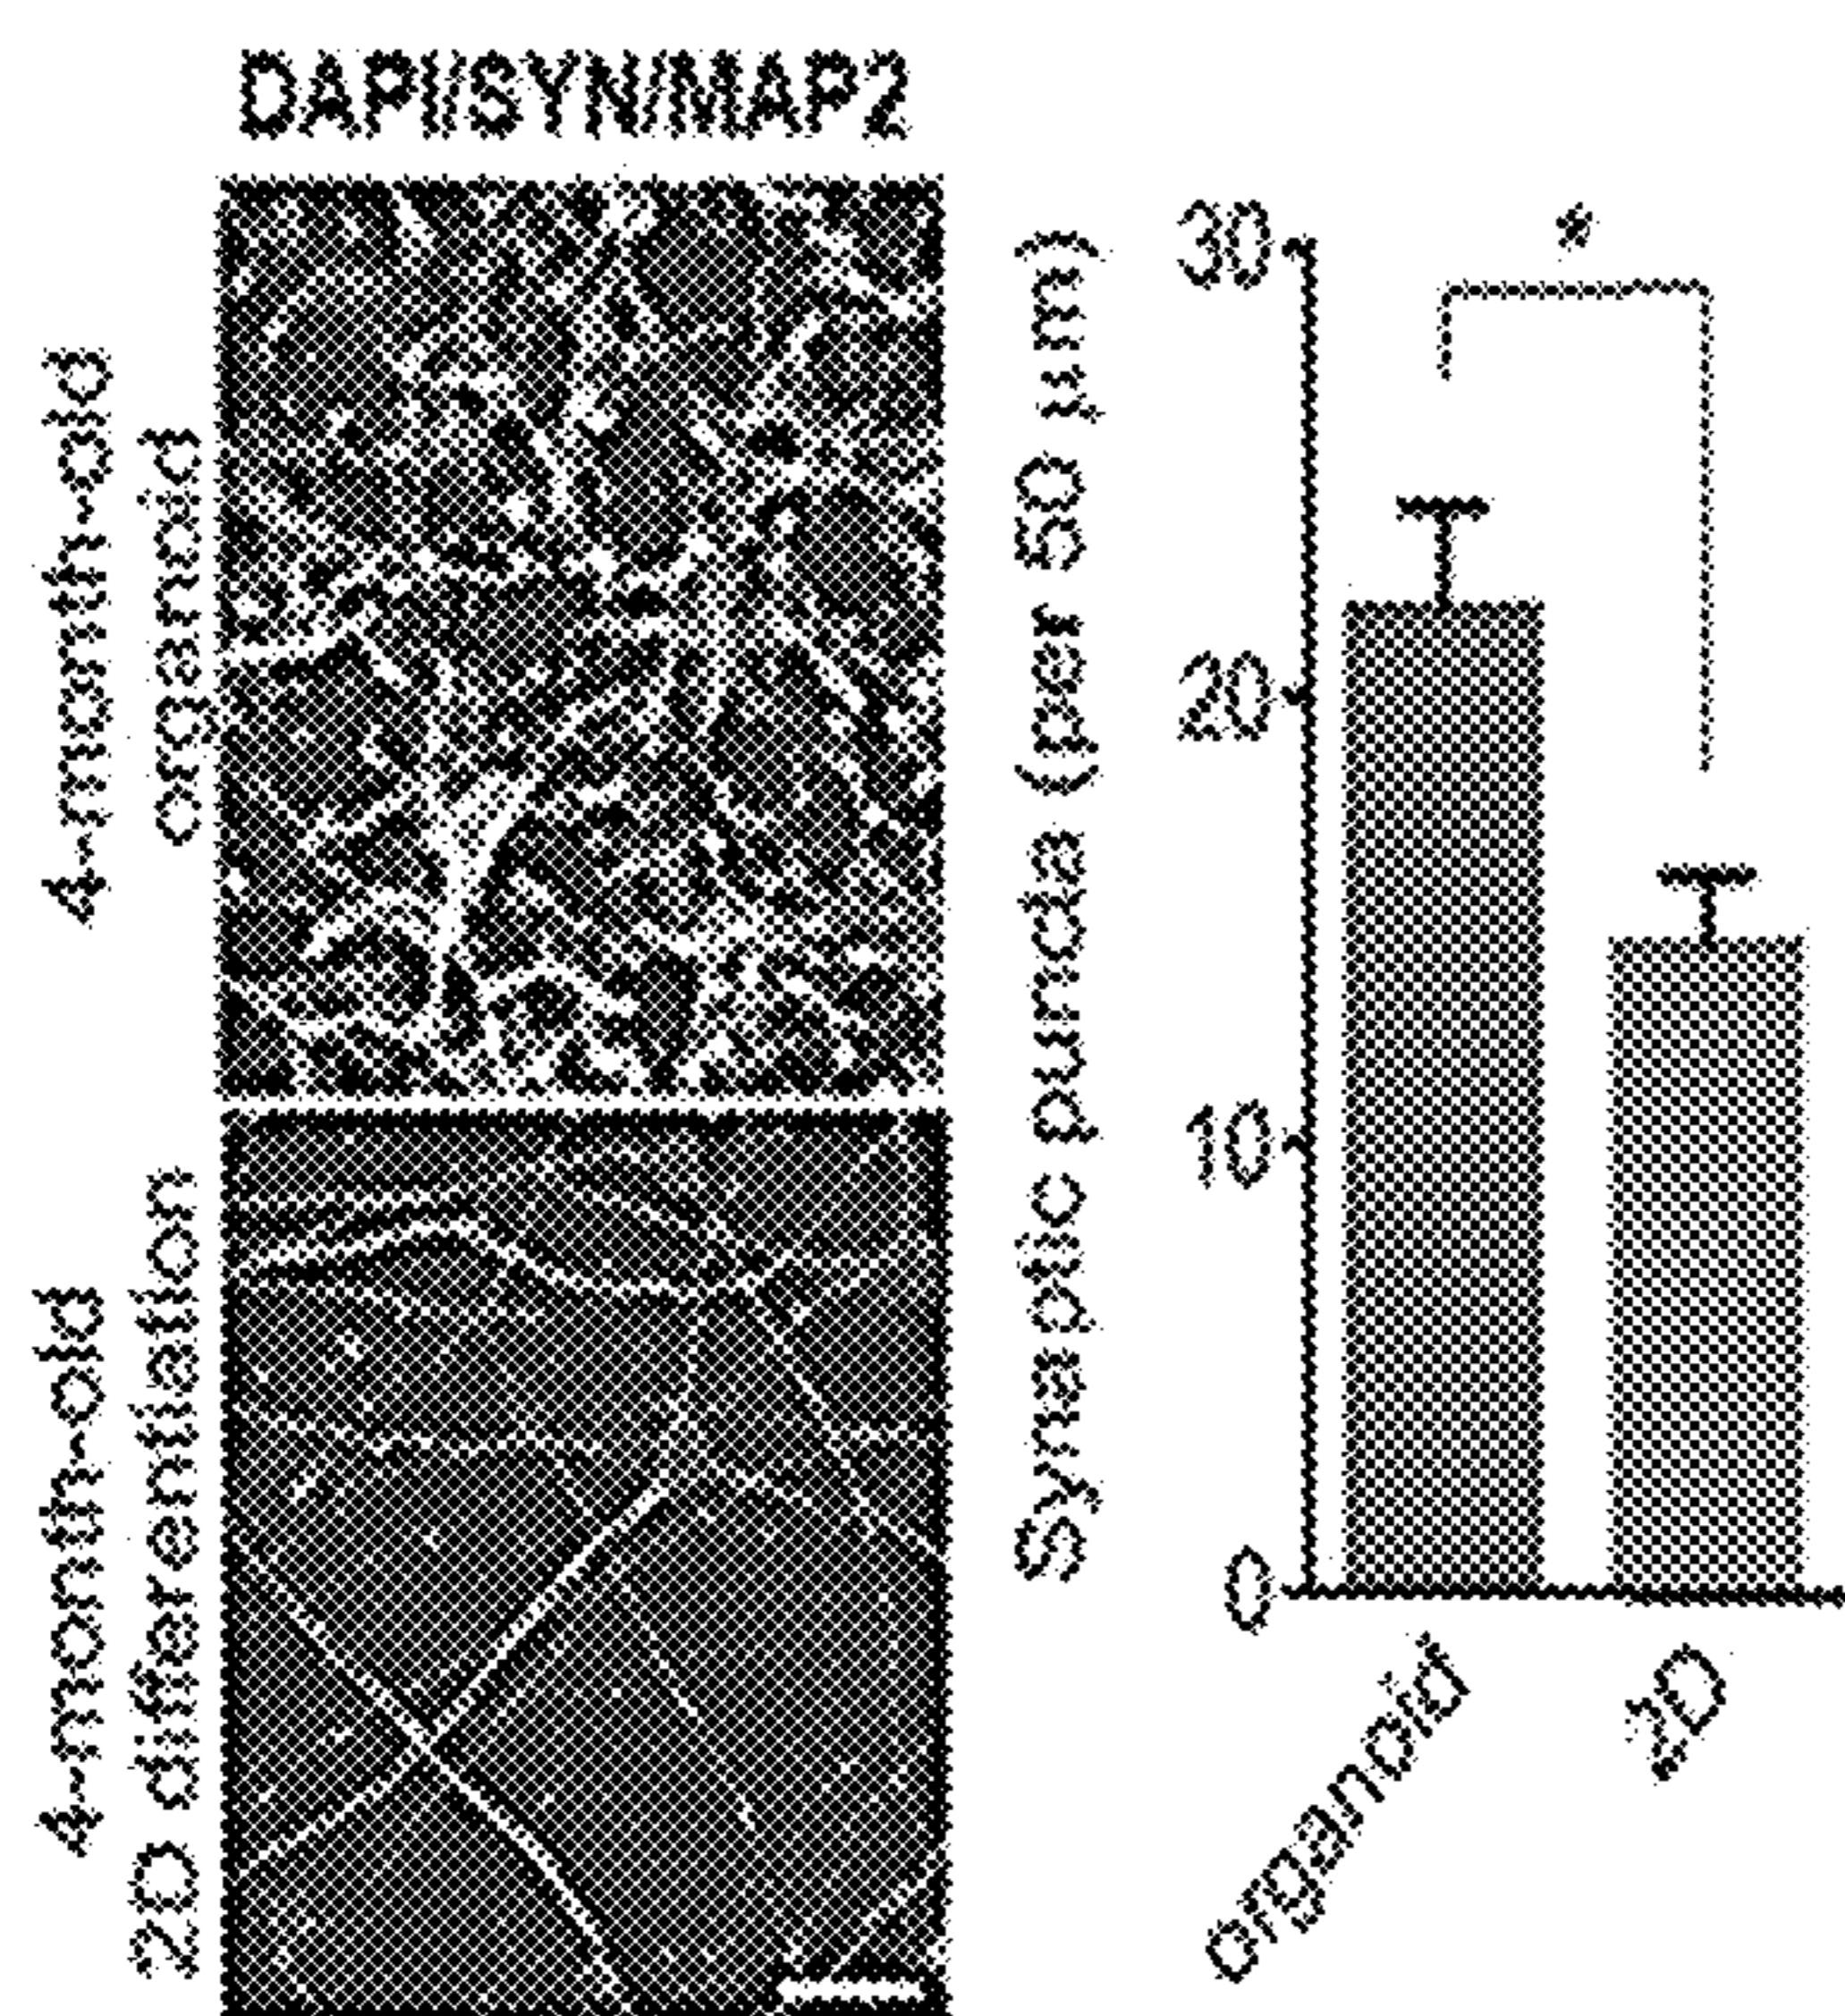 DAPI/SYN/MAP2
4-month-old
organoid
4-month-old
2D differentiation
Synaptic puncta (per 50 μm)
30
20
10
0
*
organoid
2D